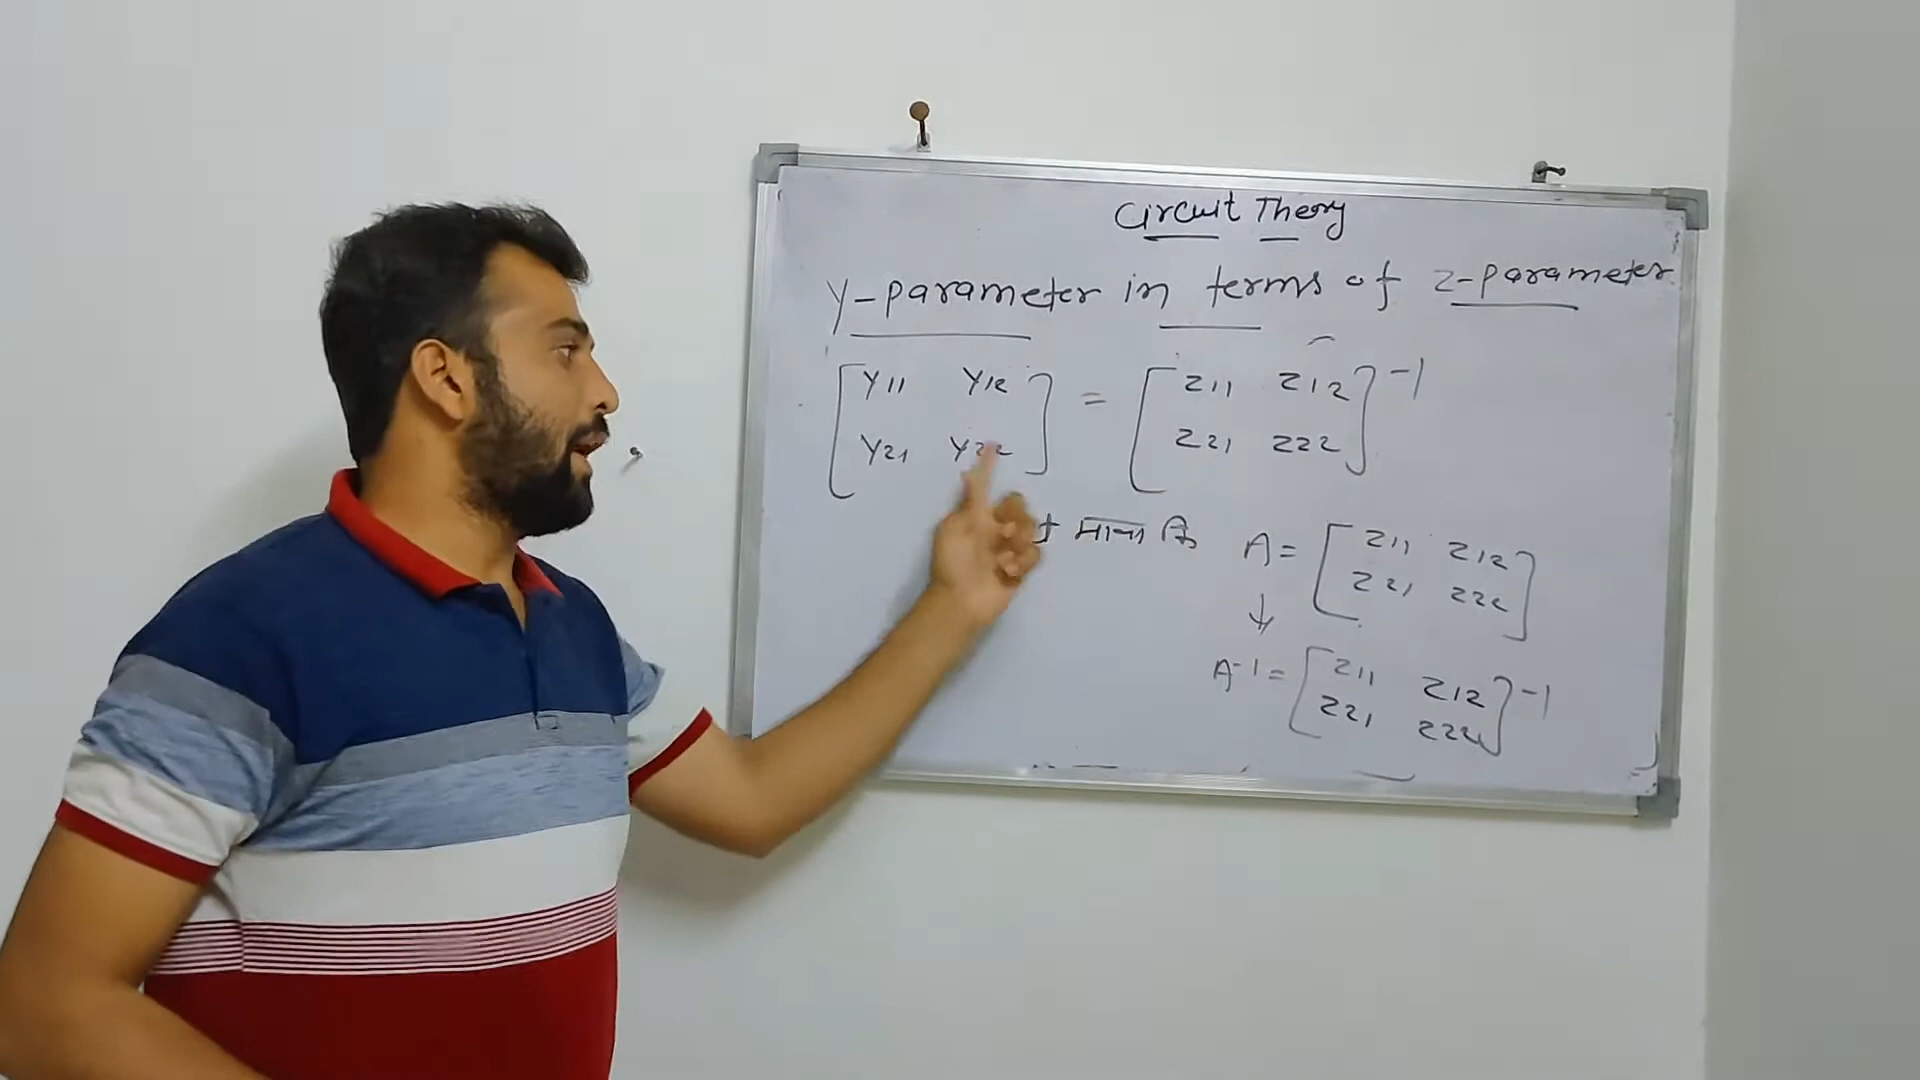 Circuit Theory
Y-parameter in terms of Z-parameter.
[Y11 Y12] = [Z11 Z12]-1
[Y21 Y22] [Z21 Z22]
माना कि A = [Z11 Z12]
[Z21 Z22]
↓
A-1 = [Z11 Z12]-1
[Z21 Z22]